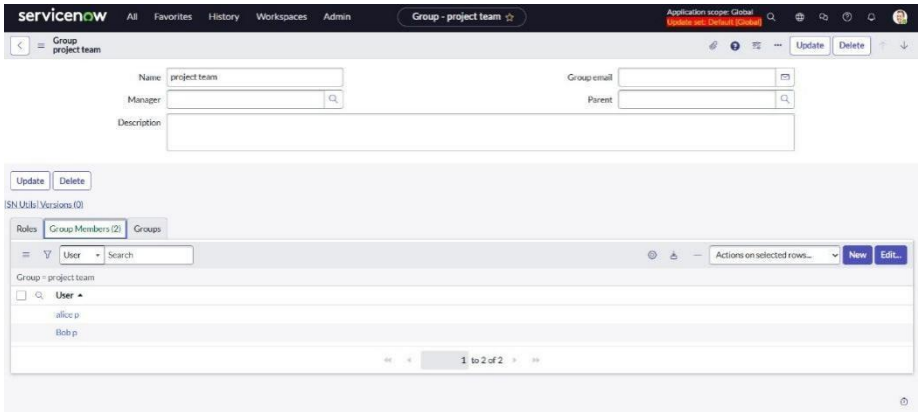 servicenow All Favorites History Workspaces Admin Group - project team Application scope: Global
Update set: Default [Global]
Group
project team
Update Delete
Name project team Group email
Manager Parent
Description
Update Delete
[SN Utils] Versions (0)
Roles Group Members (2) Groups
User Search Actions on selected rows... New Edit...
Group = project team
User
alice p
Bob p
1 to 2 of 2